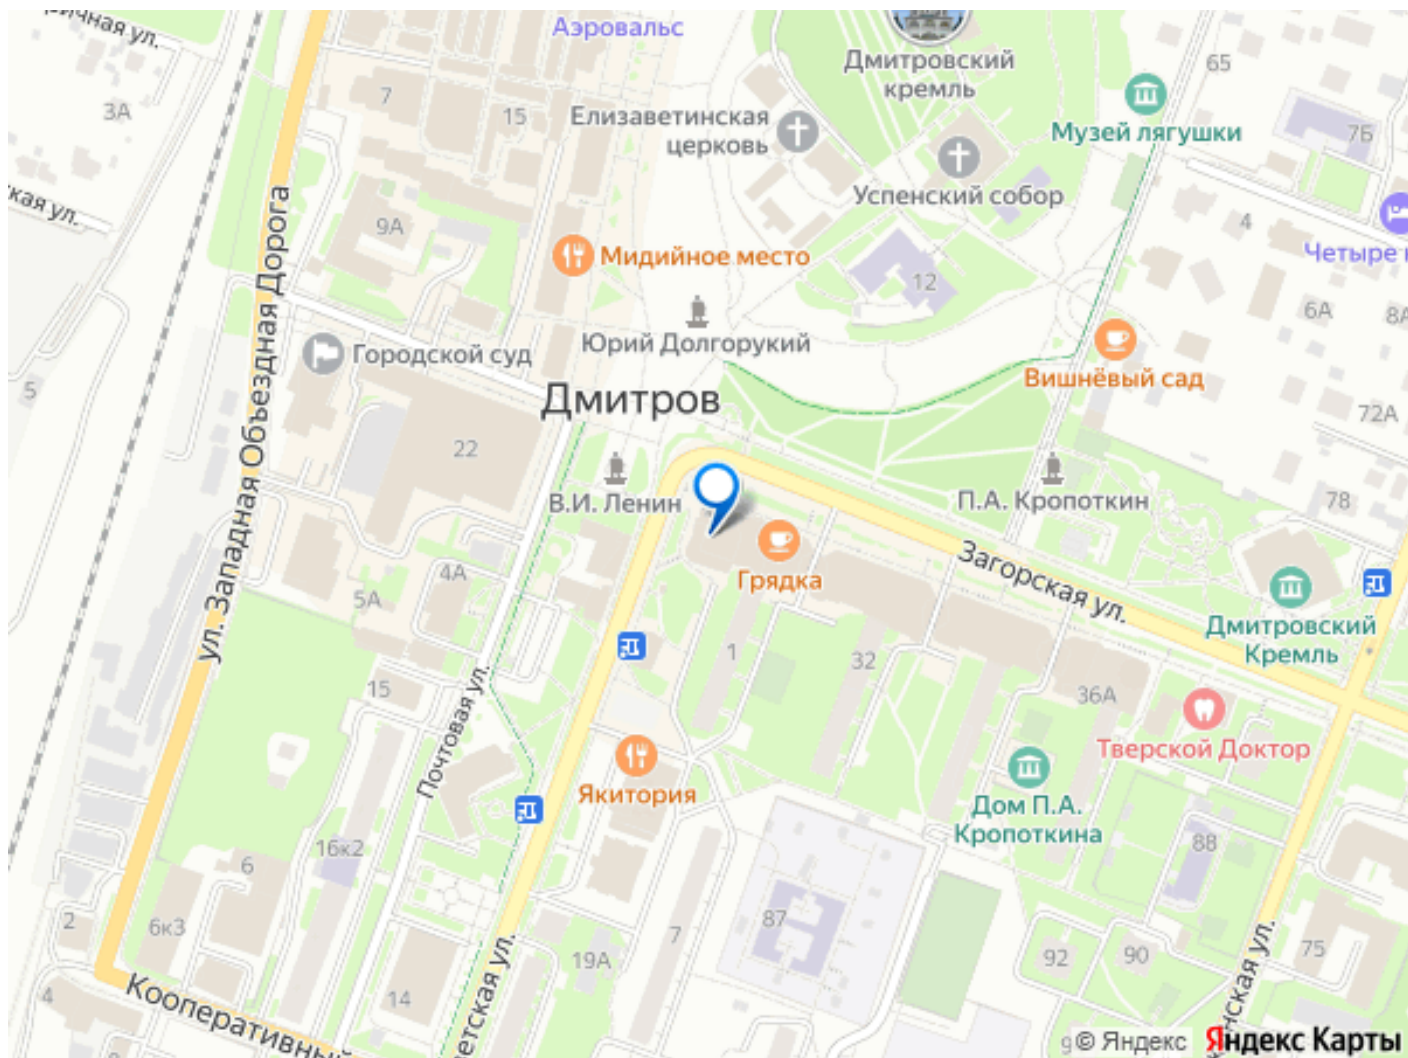 Аэровальс
Дмитровский
кремль
65
3А
7
15
Елизаветинская
церковь
Музей лягушки
7Б
Успенский собор
9А
4
Мидийное место
Четыре
12
6А
8А
Юрий Долгорукий
Городской суд
Вишнёвый сад
5
Дмитров
72А
22
В.И. Ленин
П.А. Кропоткин
78
ул. Западная Объездная Дорога
Грядка
Загорская ул.
4А
5А
Дмитровский
Кремль
1
32
15
36А
Почтовая ул.
Тверской Доктор
Якитория
Дом П.А.
Кропоткина
16к2
88
6
2
6к3
87
7
19А
92
90
75
4
14
Кооперативный
© Яндекс Яндекс Карты